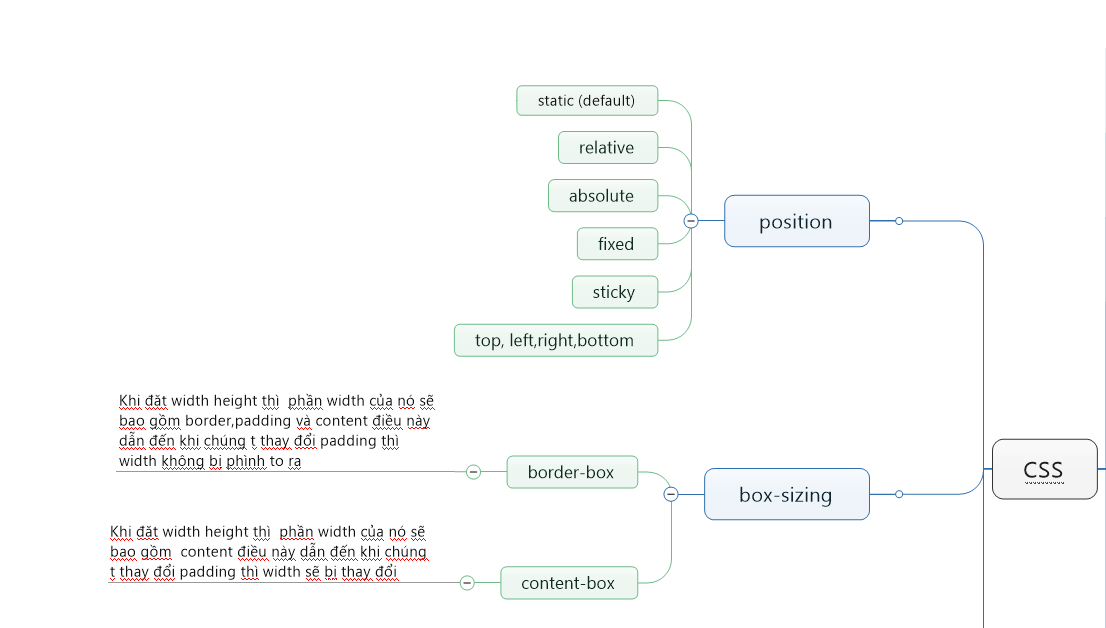 static (default)
relative
absolute
position
fixed
sticky
top, left,right,bottom
Khi đặt width height thì  phần width của nó sẽ
bao gồm border,padding và content điều này
dẫn đến khi chúng t thay đổi padding thì
width không bị phình to ra
border-box
box-sizing
CSS
Khi đặt width height thì  phần width của nó sẽ
bao gồm  content điều này dẫn đến khi chúng
t thay đổi padding thì width sẽ bị thay đổi
content-box